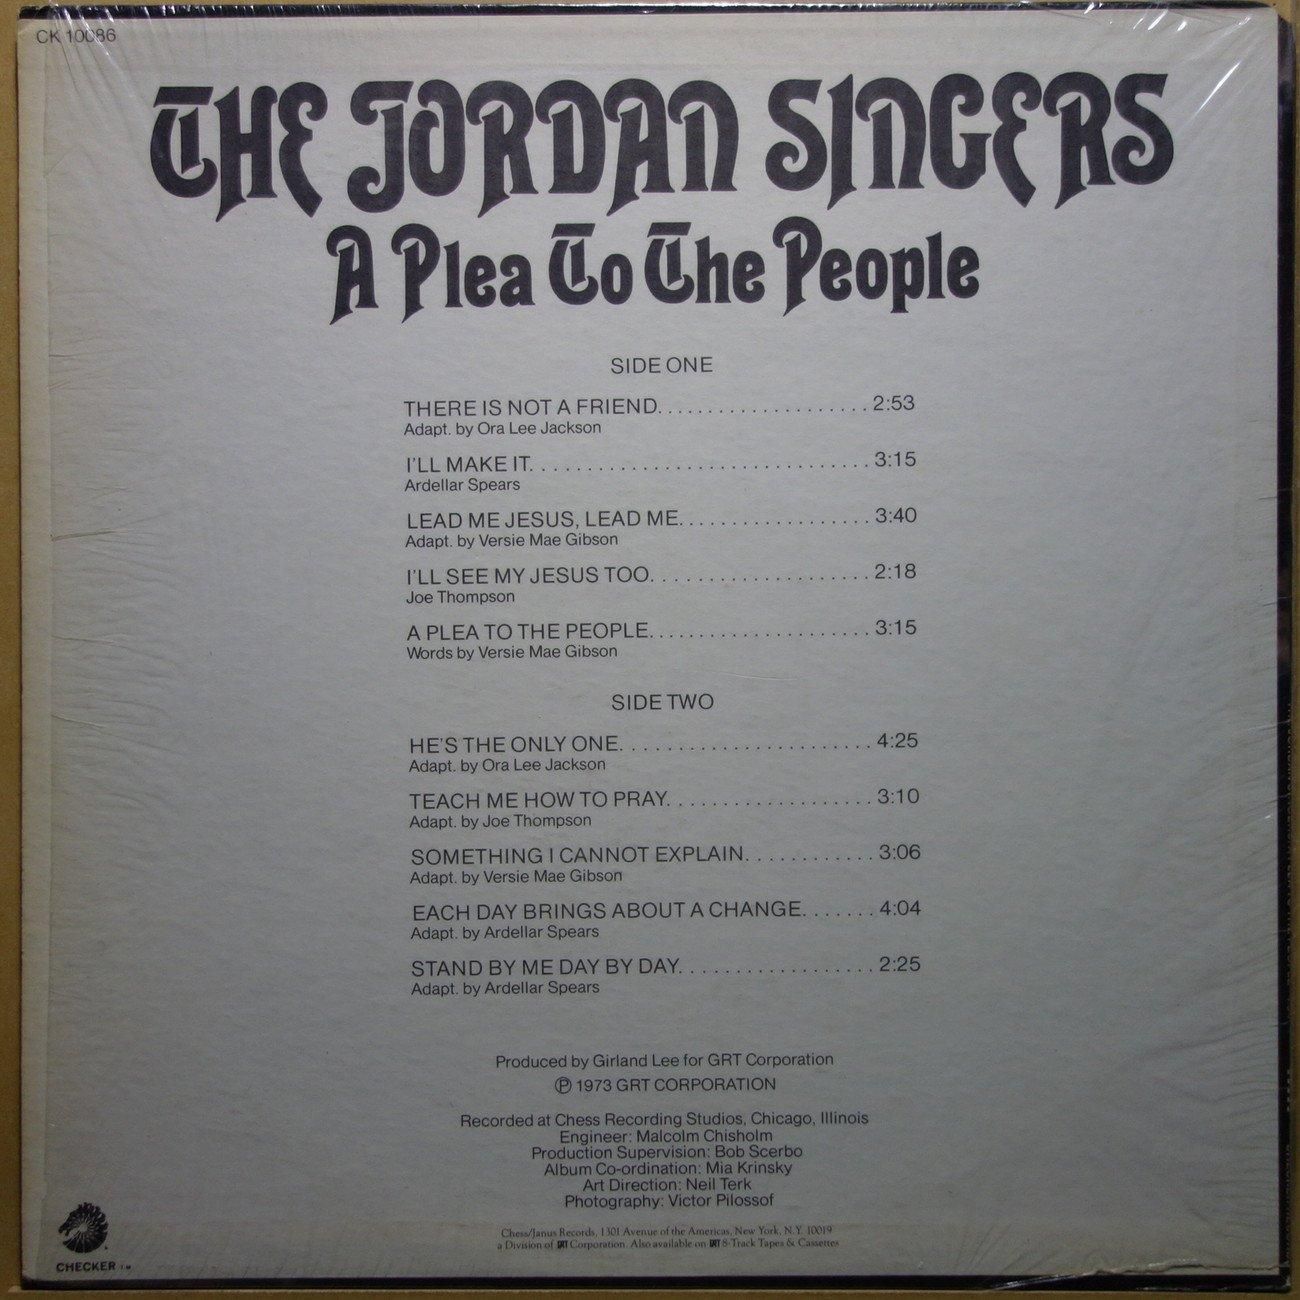 CK 10086
THE JORDAN SINGERS
A Plea To The People
SIDE ONE
THERE IS NOT A FRIEND. . . . . . . . . . . . . . . . . . . . 2:53
Adapt. by Ora Lee Jackson
I'LL MAKE IT. . . . . . . . . . . . . . . . . . . . . . . . . . . . . . . . 3:15
Ardellar Spears
LEAD ME JESUS, LEAD ME. . . . . . . . . . . . . . . . . . 3:40
Adapt. by Versie Mae Gibson
I'LL SEE MY JESUS TOO. . . . . . . . . . . . . . . . . . . . . 2:18
Joe Thompson
A PLEA TO THE PEOPLE. . . . . . . . . . . . . . . . . . . . . 3:15
Words by Versie Mae Gibson
SIDE TWO
HE'S THE ONLY ONE. . . . . . . . . . . . . . . . . . . . . . . . 4:25
Adapt. by Ora Lee Jackson
TEACH ME HOW TO PRAY. . . . . . . . . . . . . . . . . . . 3:10
Adapt. by Joe Thompson
SOMETHING I CANNOT EXPLAIN. . . . . . . . . . . . 3:06
Adapt. by Versie Mae Gibson
EACH DAY BRINGS ABOUT A CHANGE. . . . . . . 4:04
Adapt. by Ardellar Spears
STAND BY ME DAY BY DAY. . . . . . . . . . . . . . . . . . 2:25
Adapt. by Ardellar Spears
Produced by Girland Lee for GRT Corporation
Ⓟ 1973 GRT CORPORATION
Recorded at Chess Recording Studios, Chicago, Illinois
Engineer: Malcolm Chisholm
Production Supervision: Bob Scerbo
Album Co-ordination: Mia Krinsky
Art Direction: Neil Terk
Photography: Victor Pilossof
Chess/Janus Records, 1301 Avenue of the Americas, New York, N.Y. 10019
a Division of GRT Corporation. Also available on GRT 8-Track Tapes & Cassettes
CHECKER TM